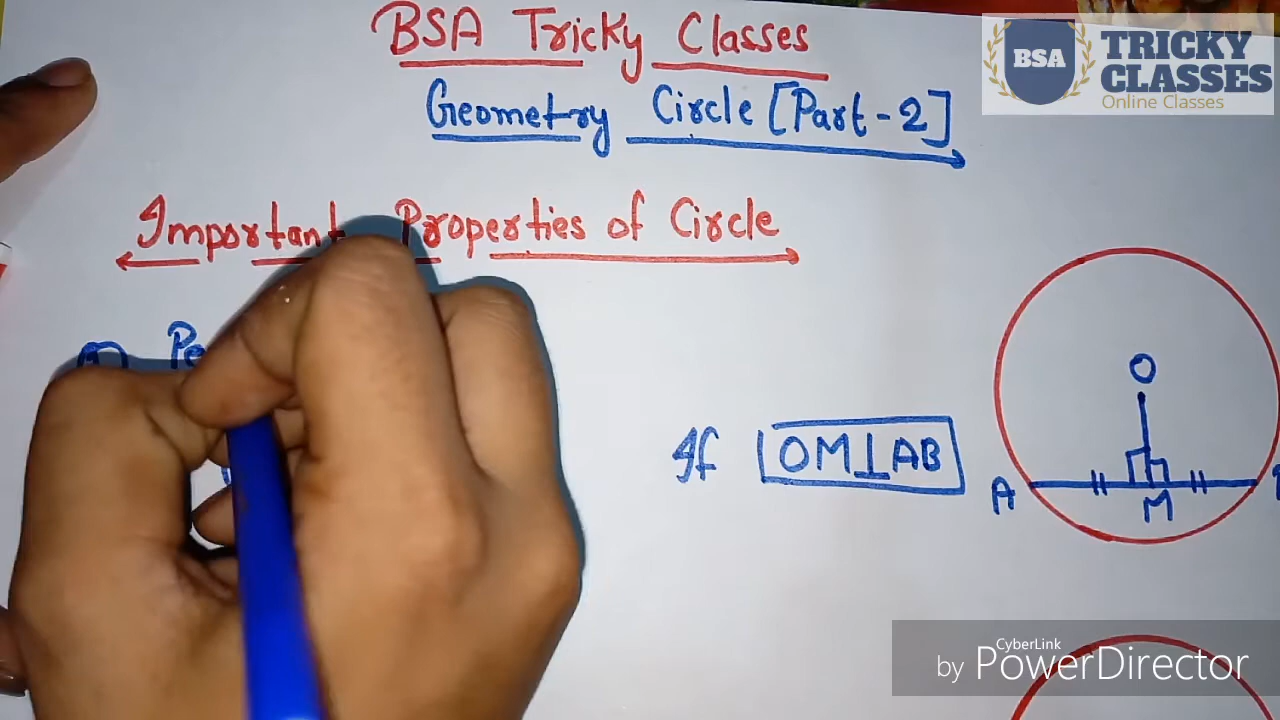 BSA Tricky Classes
BSA TRICKY CLASSES
Online Classes
Geometry Circle [Part-2]
Important Properties of Circle
O
If OM⊥AB
A M
CyberLink
by PowerDirector